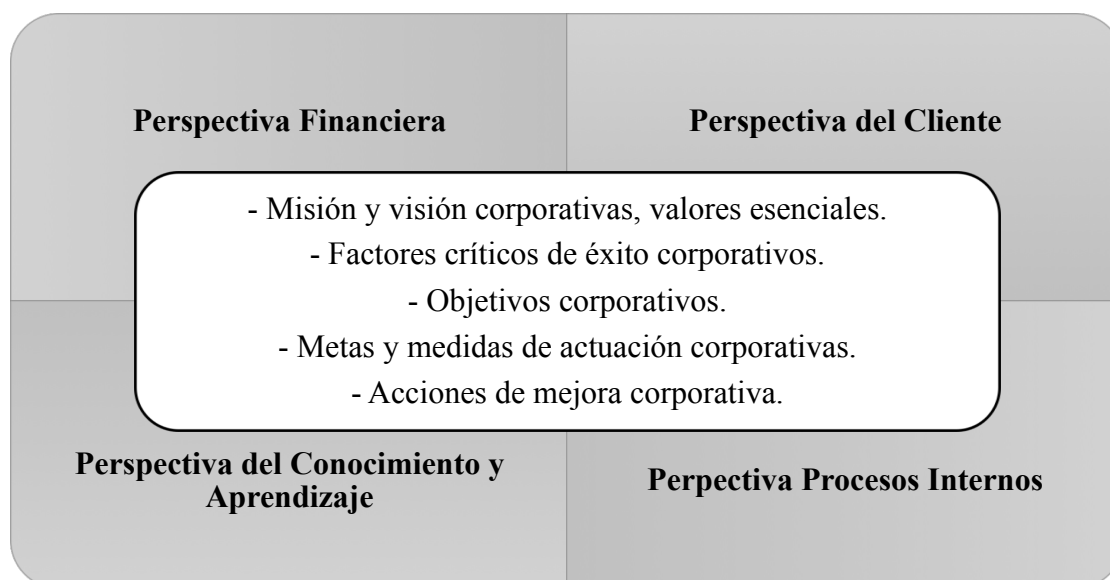 Perspectiva Financiera
Perspectiva del Cliente
- Misión y visión corporativas, valores esenciales.
- Factores críticos de éxito corporativos.
- Objetivos corporativos.
- Metas y medidas de actuación corporativas.
- Acciones de mejora corporativa.
Perspectiva del Conocimiento y
Aprendizaje
Perpectiva Procesos Internos